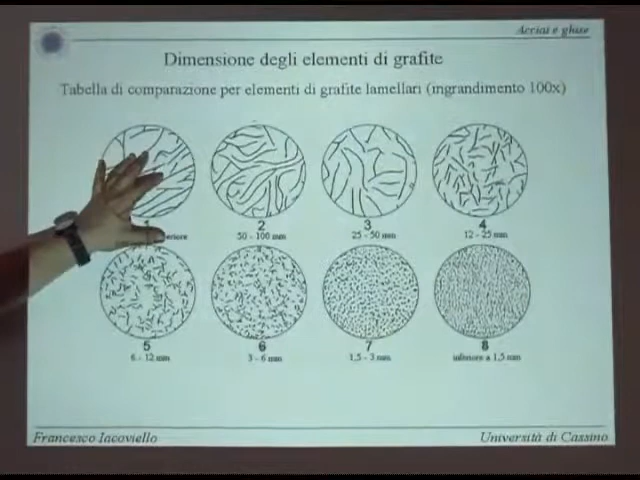 Acciai e ghise
Dimensione degli elementi di grafite
Tabella di comparazione per elementi di grafite lamellari (ingrandimento 100x)
1 2 3 4
eriore 50 - 100 mm 25 - 50 mm 12 - 25 mm
5 6 7 8
6 - 12 mm 3 - 6 mm 1,5 - 3 mm inferiore a 1,5 mm
Francesco Iacoviello Università di Cassino